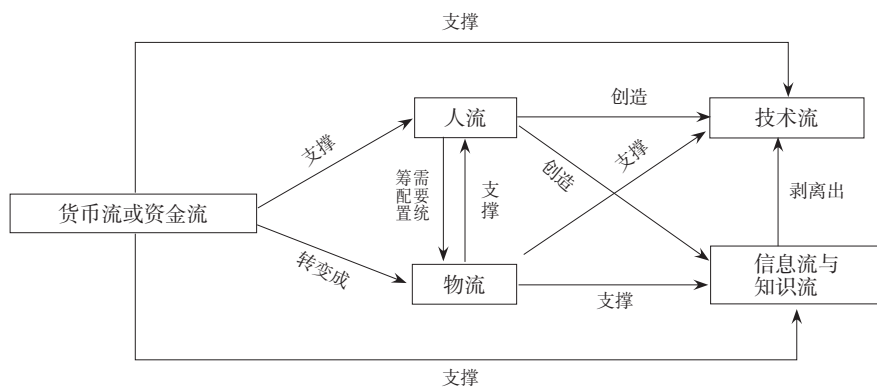 支撑
人流
创造
技术流
支撑
需要统
筹配置
支撑
创造
支撑
剥离出
货币流或资金流
转变成
物流
支撑
信息流与
知识流
支撑